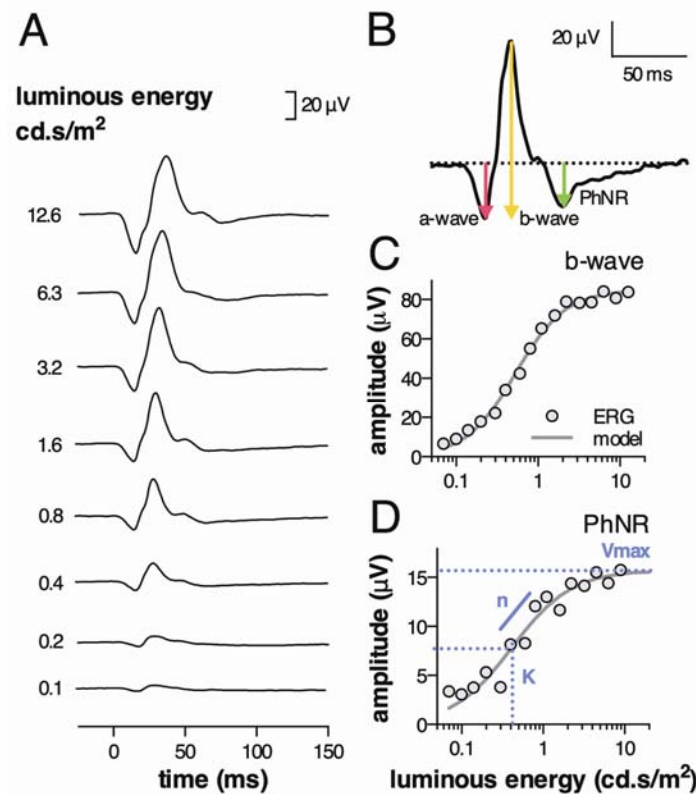 A
luminous energy
cd.s/m²
20 µV
12.6
6.3
3.2
1.6
0.8
0.4
0.2
0.1
0 50 100 150
time (ms)
B
20 µV
50 ms
a-wave
b-wave
PhNR
C
b-wave
amplitude (µV)
80
60
40
20
0
ERG
model
0.1 1 10
D
PhNR
Vmax
amplitude (µV)
15
10
5
0
n
K
0.1 1 10
luminous energy (cd.s/m²)